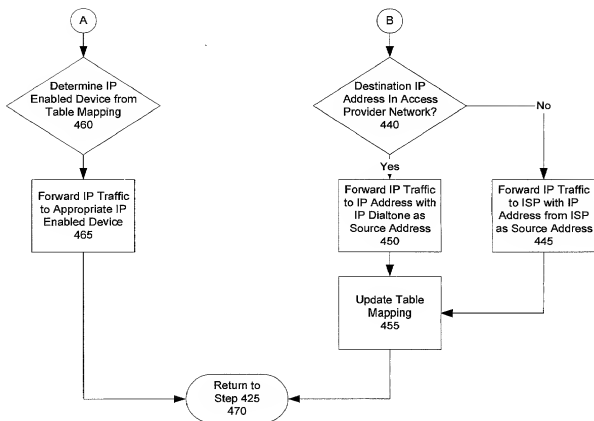 A
Determine IP
Enabled Device from
Table Mapping
460
Forward IP Traffic
to Appropriate IP
Enabled Device
465
B
Destination IP
Address In Access
Provider Network?
440
No
Yes
Forward IP Traffic
to IP Address with
IP Dialtone as
Source Address
450
Forward IP Traffic
to ISP with IP
Address from ISP
as Source Address
445
Update Table
Mapping
455
Return to
Step 425
470